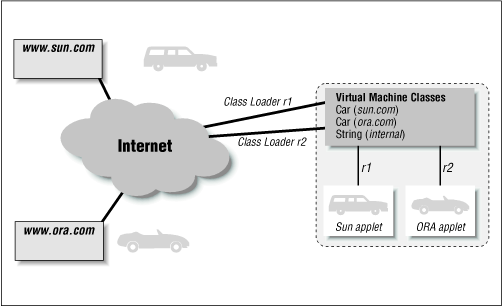 www.sun.com
Class Loader r1
Internet
Class Loader r2
www.ora.com
Virtual Machine Classes
Car (sun.com)
Car (ora.com)
String (internal)
r1
r2
Sun applet
ORA applet